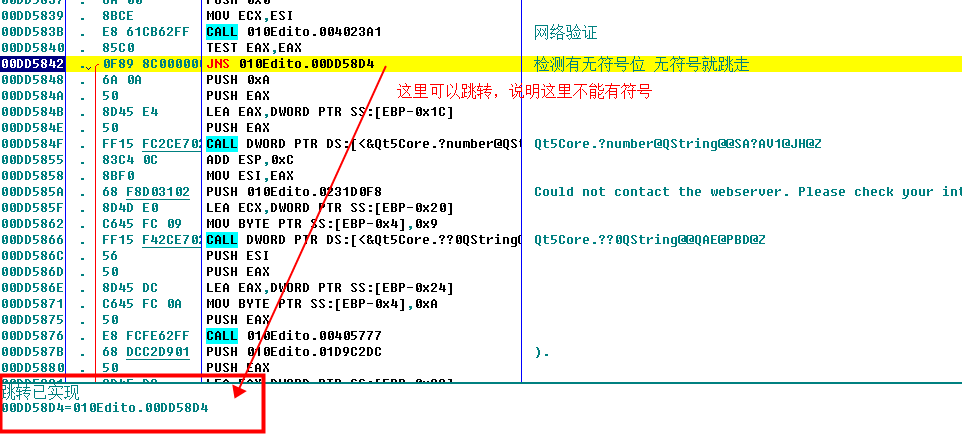 00DD5839 . 8BCE MOV ECX,ESI
00DD583B . E8 61CB62FF CALL 010Edito.004023A1 网络验证
00DD5840 . 85C0 TEST EAX,EAX
00DD5842 .. 0F89 8C000000 JNS 010Edito.00DD58D4 检测有无符号位 无符号就跳走
00DD5848 . 6A 0A PUSH 0xA
这里可以跳转，说明这里不能有符号
00DD584A . 50 PUSH EAX
00DD584B . 8D45 E4 LEA EAX,DWORD PTR SS:[EBP-0x1C]
00DD584E . 50 PUSH EAX
00DD584F . FF15 FC2CE702 CALL DWORD PTR DS:[<&Qt5Core.?number@QSt Qt5Core.?number@QString@@SA?AV1@JH@Z
00DD5855 . 83C4 0C ADD ESP,0xC
00DD5858 . 8BF0 MOV ESI,EAX
00DD585A . 68 F8D03102 PUSH 010Edito.0231D0F8 Could not contact the webserver. Please check your int
00DD585F . 8D4D E0 LEA ECX,DWORD PTR SS:[EBP-0x20]
00DD5862 . C645 FC 09 MOV BYTE PTR SS:[EBP-0x4],0x9
00DD5866 . FF15 F42CE702 CALL DWORD PTR DS:[<&Qt5Core.??0QString@ Qt5Core.??0QString@@QAE@PBD@Z
00DD586C . 56 PUSH ESI
00DD586D . 50 PUSH EAX
00DD586E . 8D45 DC LEA EAX,DWORD PTR SS:[EBP-0x24]
00DD5871 . C645 FC 0A MOV BYTE PTR SS:[EBP-0x4],0xA
00DD5875 . 50 PUSH EAX
00DD5876 . E8 FCFE62FF CALL 010Edito.00405777
00DD587B . 68 DCC2D901 PUSH 010Edito.01D9C2DC ).
00DD5880 . 50 PUSH EAX
跳转已实现
00DD58D4=010Edito.00DD58D4